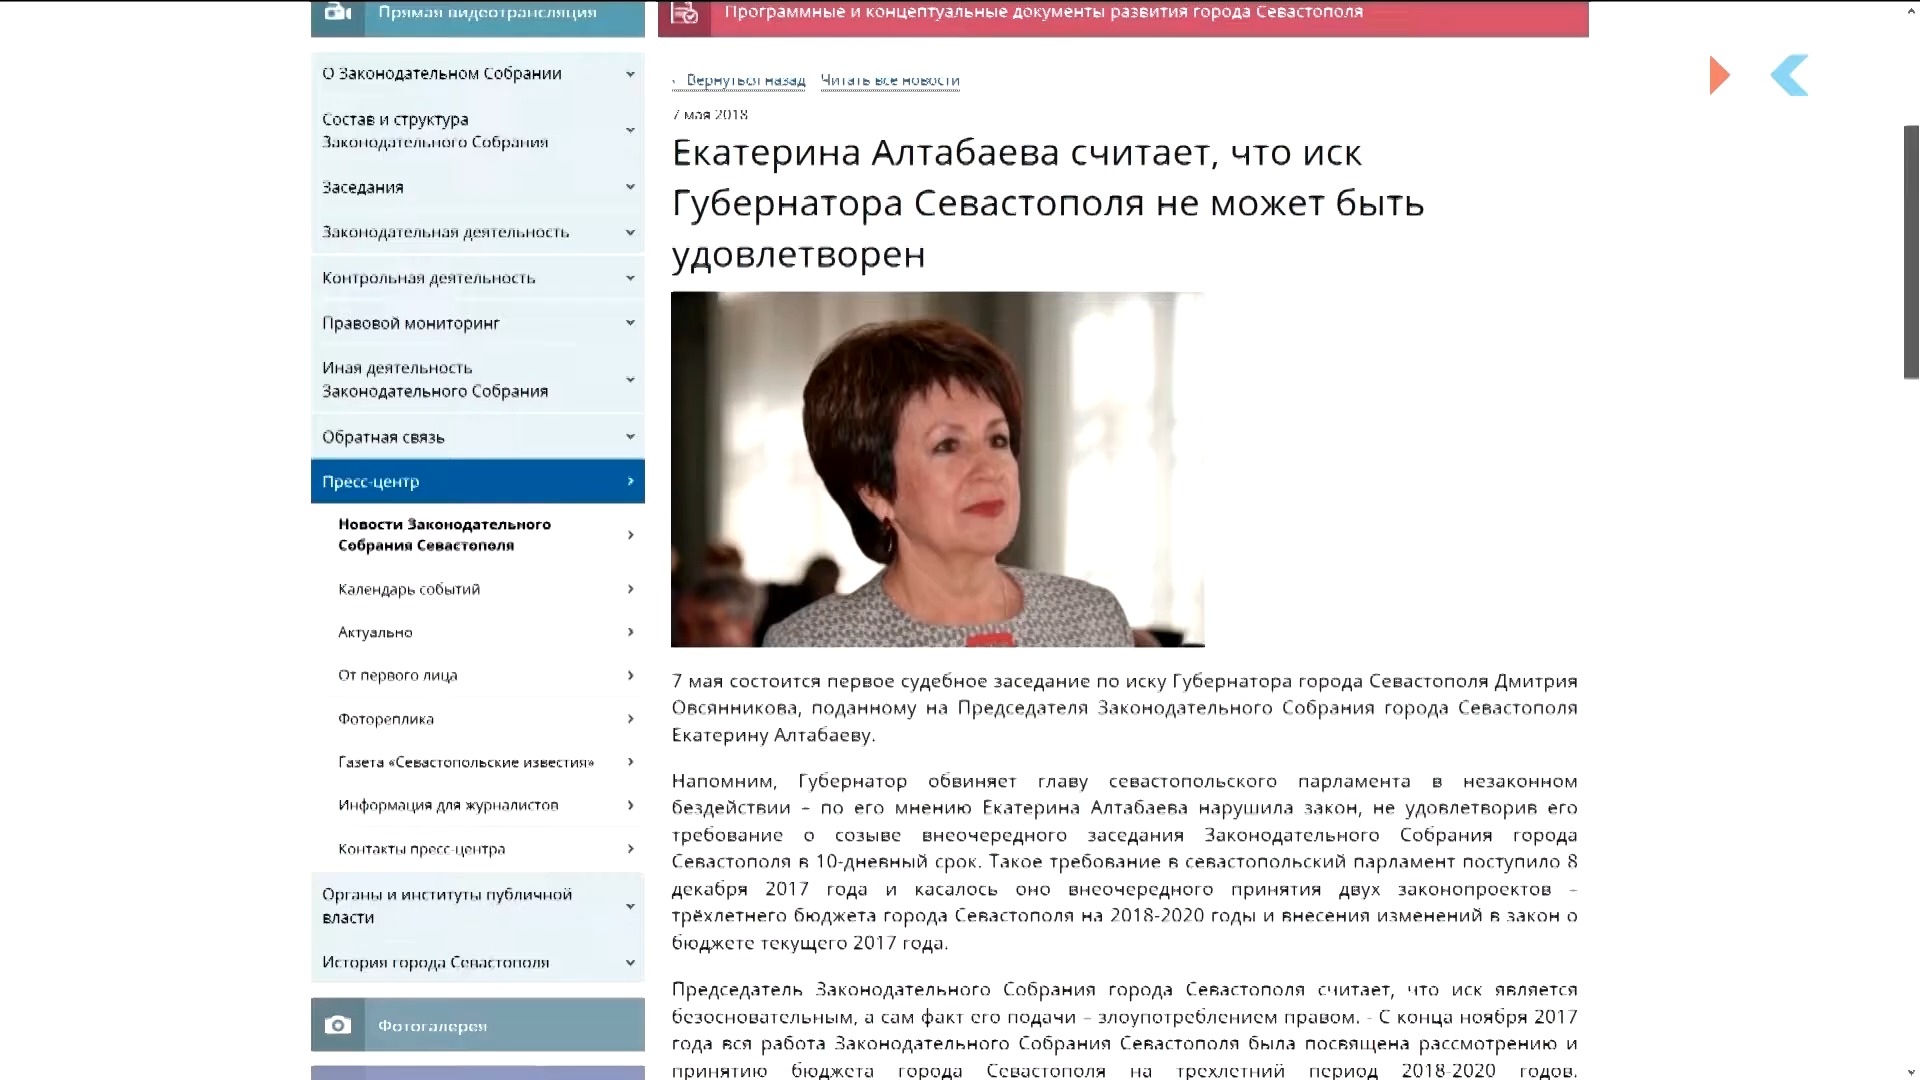 Прямая видеотрансляция
О Законодательном Собрании
Состав и структура
Законодательного Собрания
Заседания
Законодательная деятельность
Контрольная деятельность
Правовой мониторинг
Иная деятельность
Законодательного Собрания
Обратная связь
Пресс-центр
Новости Законодательного
Собрания Севастополя
Календарь событий
Актуально
От первого лица
Фотореплика
Газета «Севастопольские известия»
Информация для журналистов
Контакты пресс-центра
Органы и институты публичной
власти
История города Севастополя
Фотогалерея
Программные и концептуальные документы развития города Севастополя
Вернуться назад Читать все новости
7 мая 2018
Екатерина Алтабаева считает, что иск
Губернатора Севастополя не может быть
удовлетворен
7 мая состоится первое судебное заседание по иску Губернатора города Севастополя Дмитрия
Овсянникова, поданному на Председателя Законодательного Собрания города Севастополя
Екатерину Алтабаеву.
Напомним, Губернатор обвиняет главу севастопольского парламента в незаконном
бездействии – по его мнению Екатерина Алтабаева нарушила закон, не удовлетворив его
требование о созыве внеочередного заседания Законодательного Собрания города
Севастополя в 10-дневный срок. Такое требование в севастопольский парламент поступило 8
декабря 2017 года и касалось оно внеочередного принятия двух законопроектов –
трёхлетнего бюджета города Севастополя на 2018-2020 годы и внесения изменений в закон о
бюджете текущего 2017 года.
Председатель Законодательного Собрания города Севастополя считает, что иск является
безосновательным, а сам факт его подачи – злоупотреблением правом. - С конца ноября 2017
года вся работа Законодательного Собрания Севастополя была посвящена рассмотрению и
принятию бюджета города Севастополя на трехлетний период 2018-2020 годов.